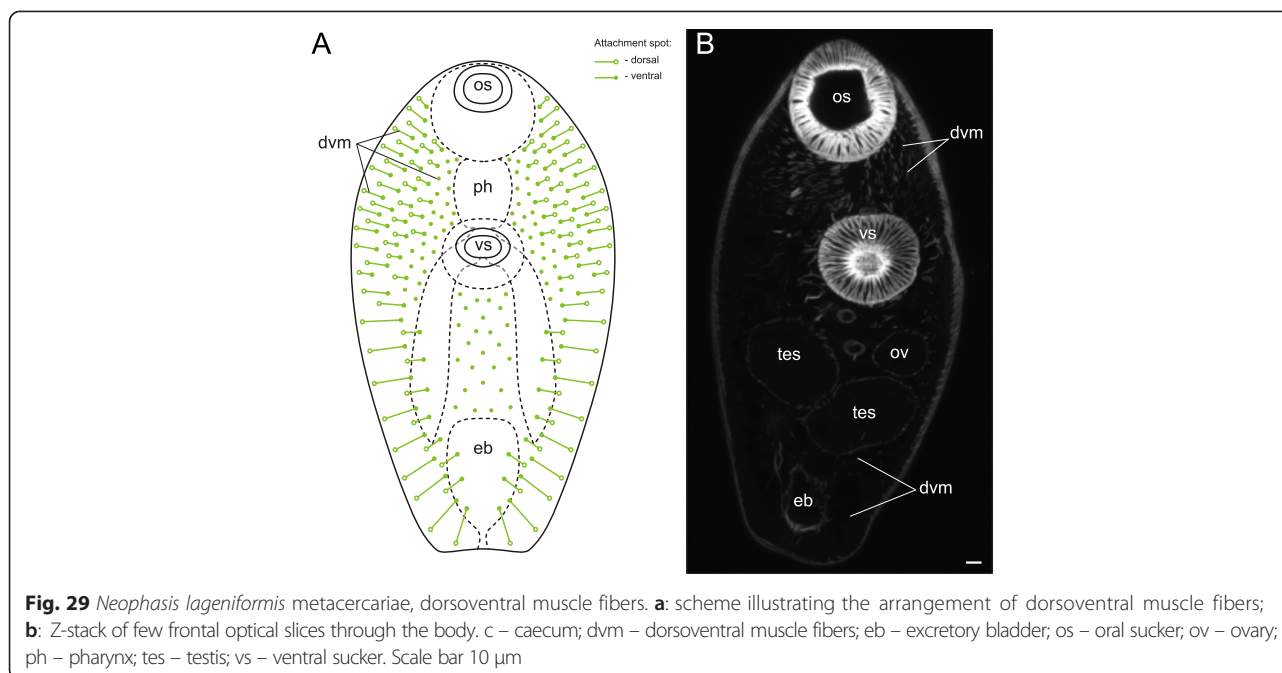 A
Attachment spot:
- dorsal
- ventral
os
dvm
ph
vs
eb
B
os
dvm
vs
tes
ov
tes
dvm
eb
Fig. 29 Neophasis lageniformis metacercariae, dorsoventral muscle fibers. a: scheme illustrating the arrangement of dorsoventral muscle fibers;
b: Z-stack of few frontal optical slices through the body. c – caecum; dvm – dorsoventral muscle fibers; eb – excretory bladder; os – oral sucker; ov – ovary;
ph – pharynx; tes – testis; vs – ventral sucker. Scale bar 10 μm